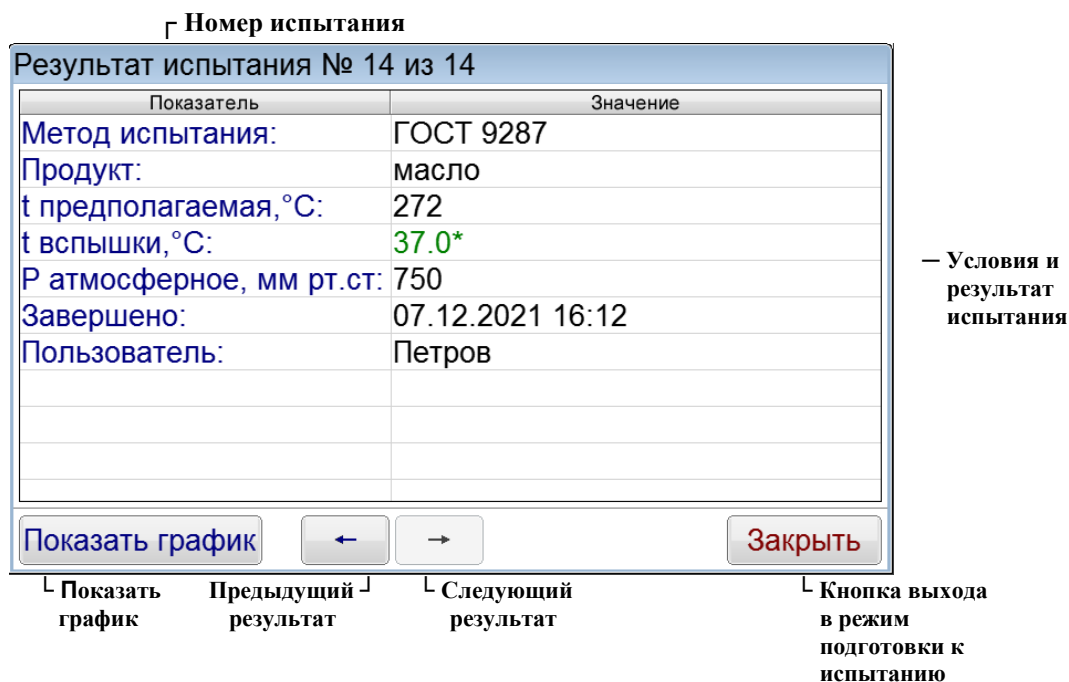 Номер испытания
Результат испытания № 14 из 14
Показатель Значение
Метод испытания: ГОСТ 9287
Продукт: масло
t предполагаемая,°C: 272
t вспышки,°C: 37.0*
P атмосферное, мм рт.ст: 750
Завершено: 07.12.2021 16:12
Пользователь: Петров
Условия и
результат
испытания
Показать график ← → Закрыть
Показать Предыдущий Следующий Кнопка выхода
график результат результат в режим
подготовки к
испытанию